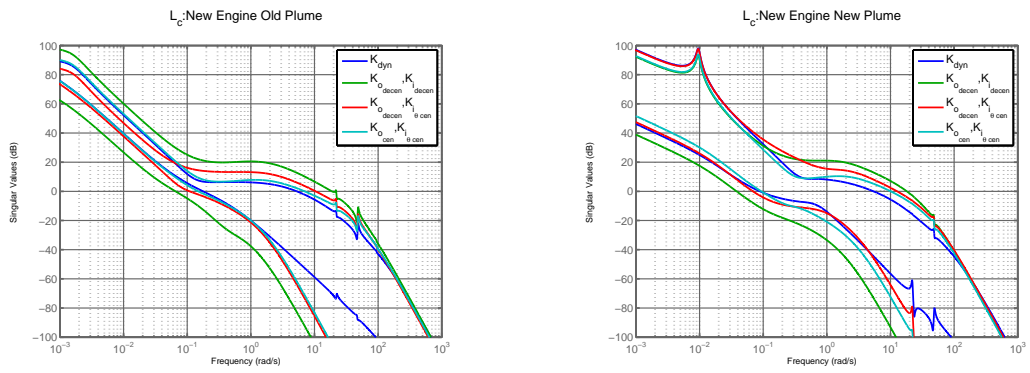 L_c:New Engine Old Plume
Singular Values (dB)
100
80
60
40
20
0
−20
−40
−60
−80
−100
10^−3
10^−2
10^−1
10^0
10^1
10^2
10^3
Frequency (rad/s)
K_dyn
K_o_decen,K_i_decen
K_o_decen,K_i_θ cen
K_o_cen,K_i_θ cen
L_c:New Engine New Plume
Singular Values (dB)
100
80
60
40
20
0
−20
−40
−60
−80
−100
10^−3
10^−2
10^−1
10^0
10^1
10^2
10^3
Frequency (rad/s)
K_dyn
K_o_decen,K_i_decen
K_o_decen,K_i_θ cen
K_o_cen,K_i_θ cen